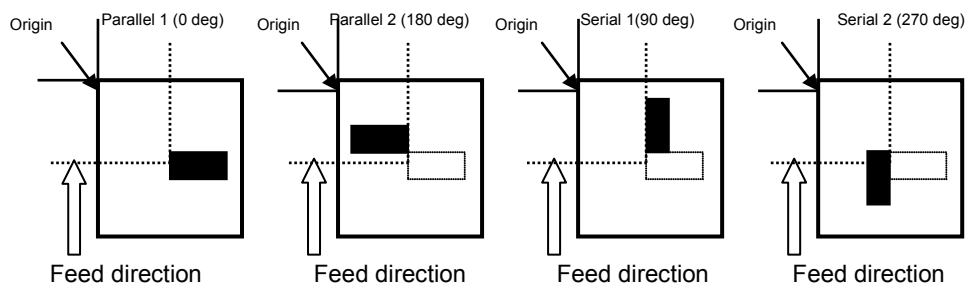 Origin
Parallel 1 (0 deg)
Feed direction
Origin
Parallel 2 (180 deg)
Feed direction
Origin
Serial 1(90 deg)
Feed direction
Origin
Serial 2 (270 deg)
Feed direction